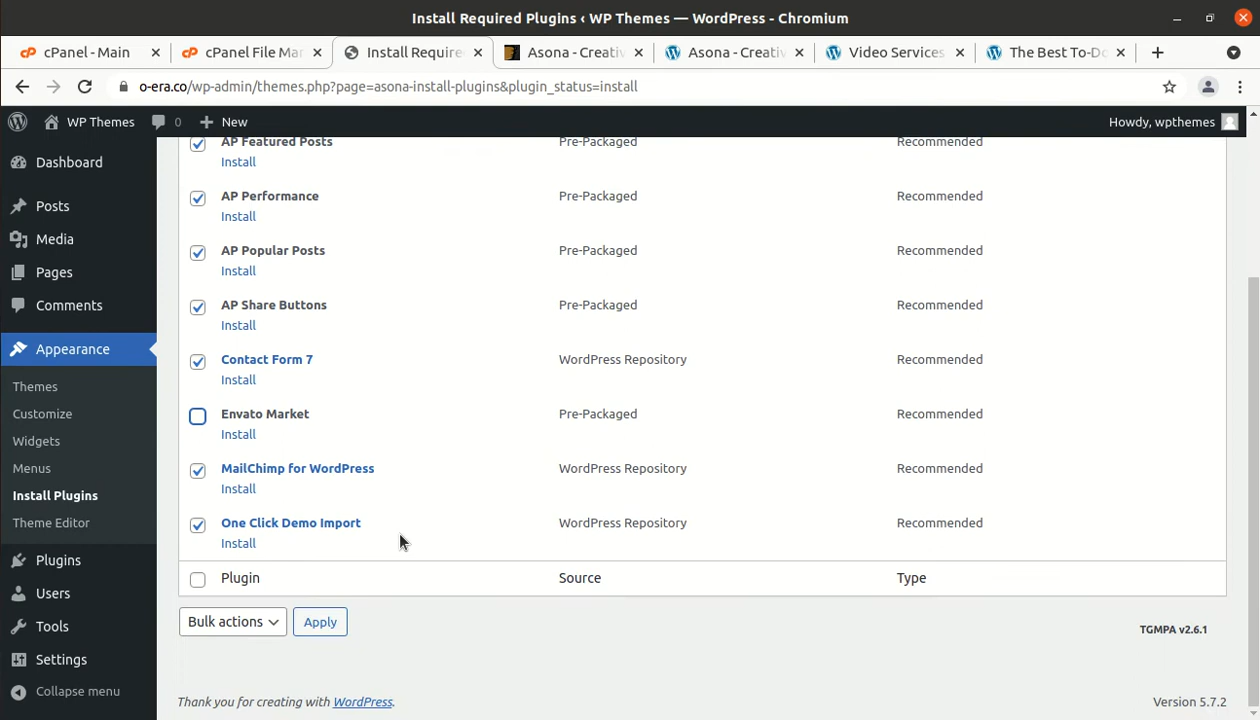 Install Required Plugins ‹ WP Themes — WordPress - Chromium
cPanel - Main
cPanel File Mar
Install Require
Asona - Creativ
Asona - Creativ
Video Services
The Best To-Do
o-era.co/wp-admin/themes.php?page=asona-install-plugins&plugin_status=install
WP Themes
0
New
Howdy, wpthemes
Dashboard
Posts
Media
Pages
Comments
Appearance
Themes
Customize
Widgets
Menus
Install Plugins
Theme Editor
Plugins
Users
Tools
Settings
Collapse menu
AP Featured Posts Pre-Packaged Recommended
Install
AP Performance Pre-Packaged Recommended
Install
AP Popular Posts Pre-Packaged Recommended
Install
AP Share Buttons Pre-Packaged Recommended
Install
Contact Form 7 WordPress Repository Recommended
Install
Envato Market Pre-Packaged Recommended
Install
MailChimp for WordPress WordPress Repository Recommended
Install
One Click Demo Import WordPress Repository Recommended
Install
Plugin Source Type
Bulk actions
Apply
TGMPA v2.6.1
Thank you for creating with WordPress.
Version 5.7.2